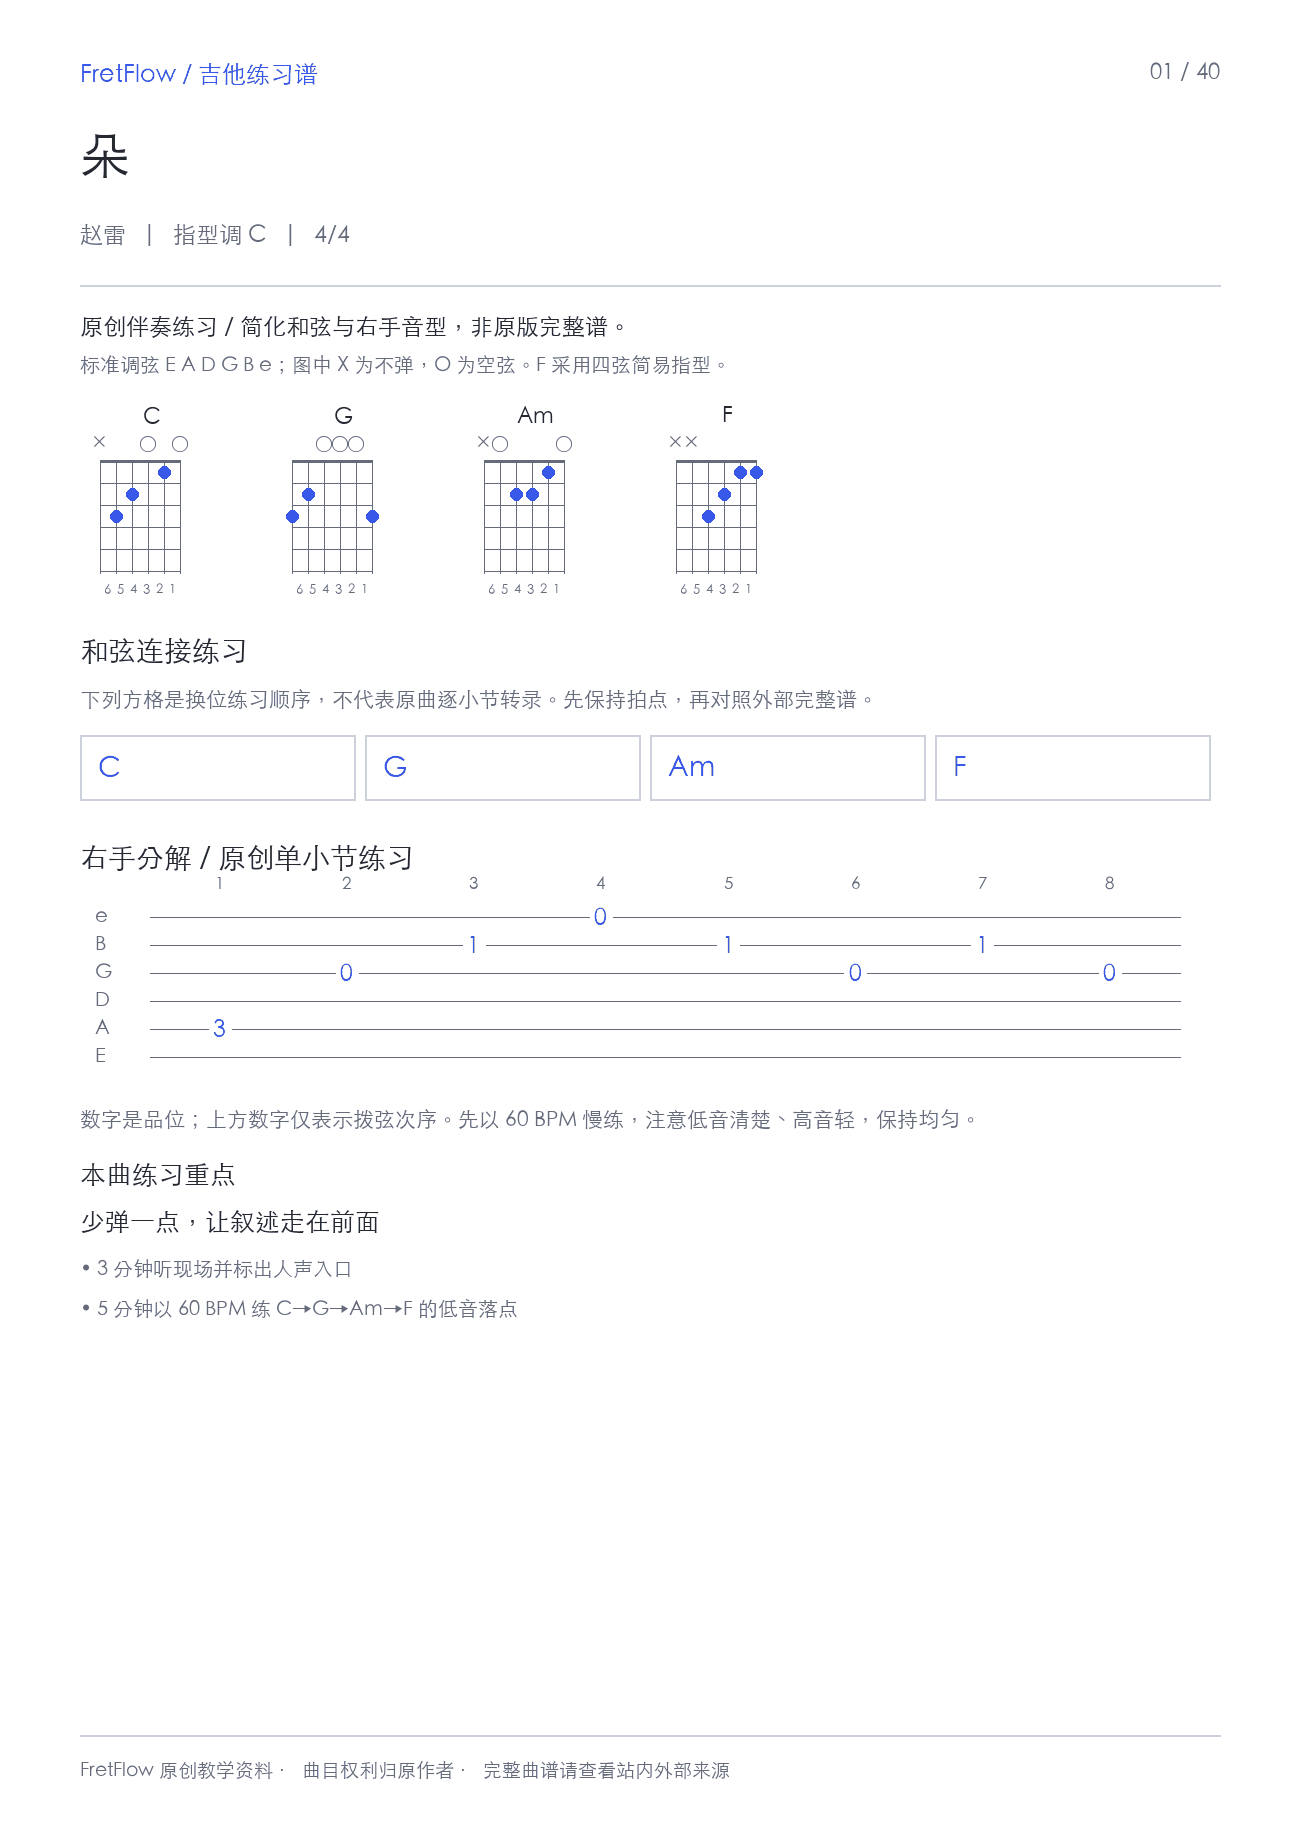 FretFlow / 吉他练习谱
01 / 40
朵
赵雷 | 指型调 C | 4/4
原创伴奏练习 / 简化和弦与右手音型，非原版完整谱。
标准调弦 E A D G B e；图中 X 为不弹，O 为空弦。F 采用四弦简易指型。
C G Am F
× ○ ○ ○○○ ×○ ○ ××
6 5 4 3 2 1 6 5 4 3 2 1 6 5 4 3 2 1 6 5 4 3 2 1
和弦连接练习
下列方格是换位练习顺序，不代表原曲逐小节转录。先保持拍点，再对照外部完整谱。
C G Am F
右手分解 / 原创单小节练习
1 2 3 4 5 6 7 8
e 0
B 1 1 1
G 0 0 0
D
A 3
E
数字是品位；上方数字仅表示拨弦次序。先以 60 BPM 慢练，注意低音清楚、高音轻，保持均匀。
本曲练习重点
少弹一点，让叙述走在前面
• 3 分钟听现场并标出人声入口
• 5 分钟以 60 BPM 练 C→G→Am→F 的低音落点
FretFlow 原创教学资料 · 曲目权利归原作者 · 完整曲谱请查看站内外部来源